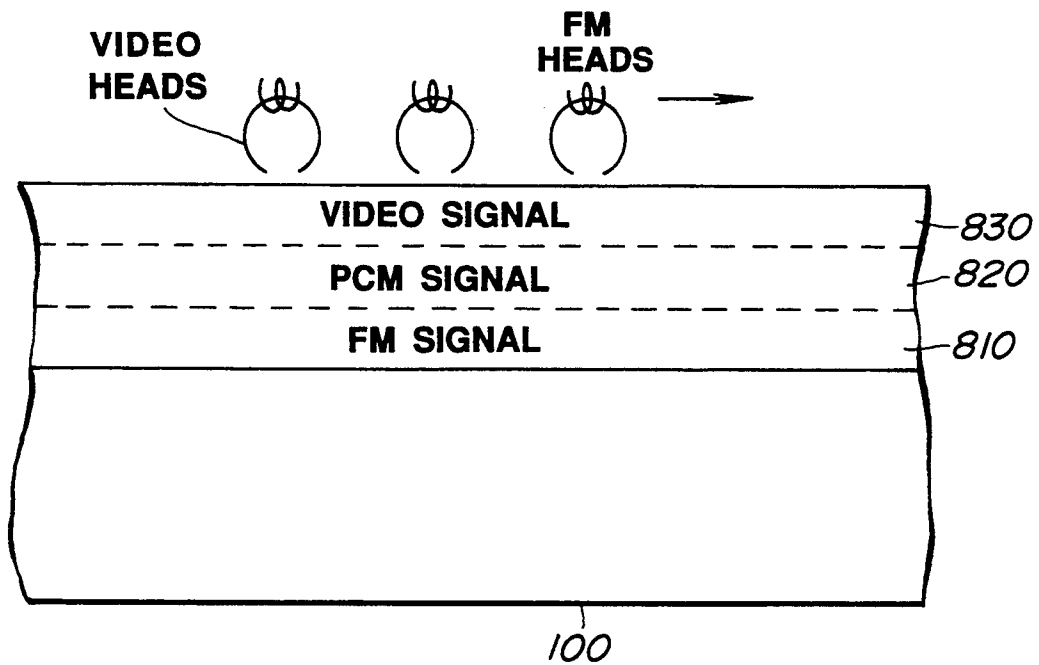 VIDEO
HEADS
FM
HEADS
VIDEO SIGNAL
830
PCM SIGNAL
820
FM SIGNAL
810
100